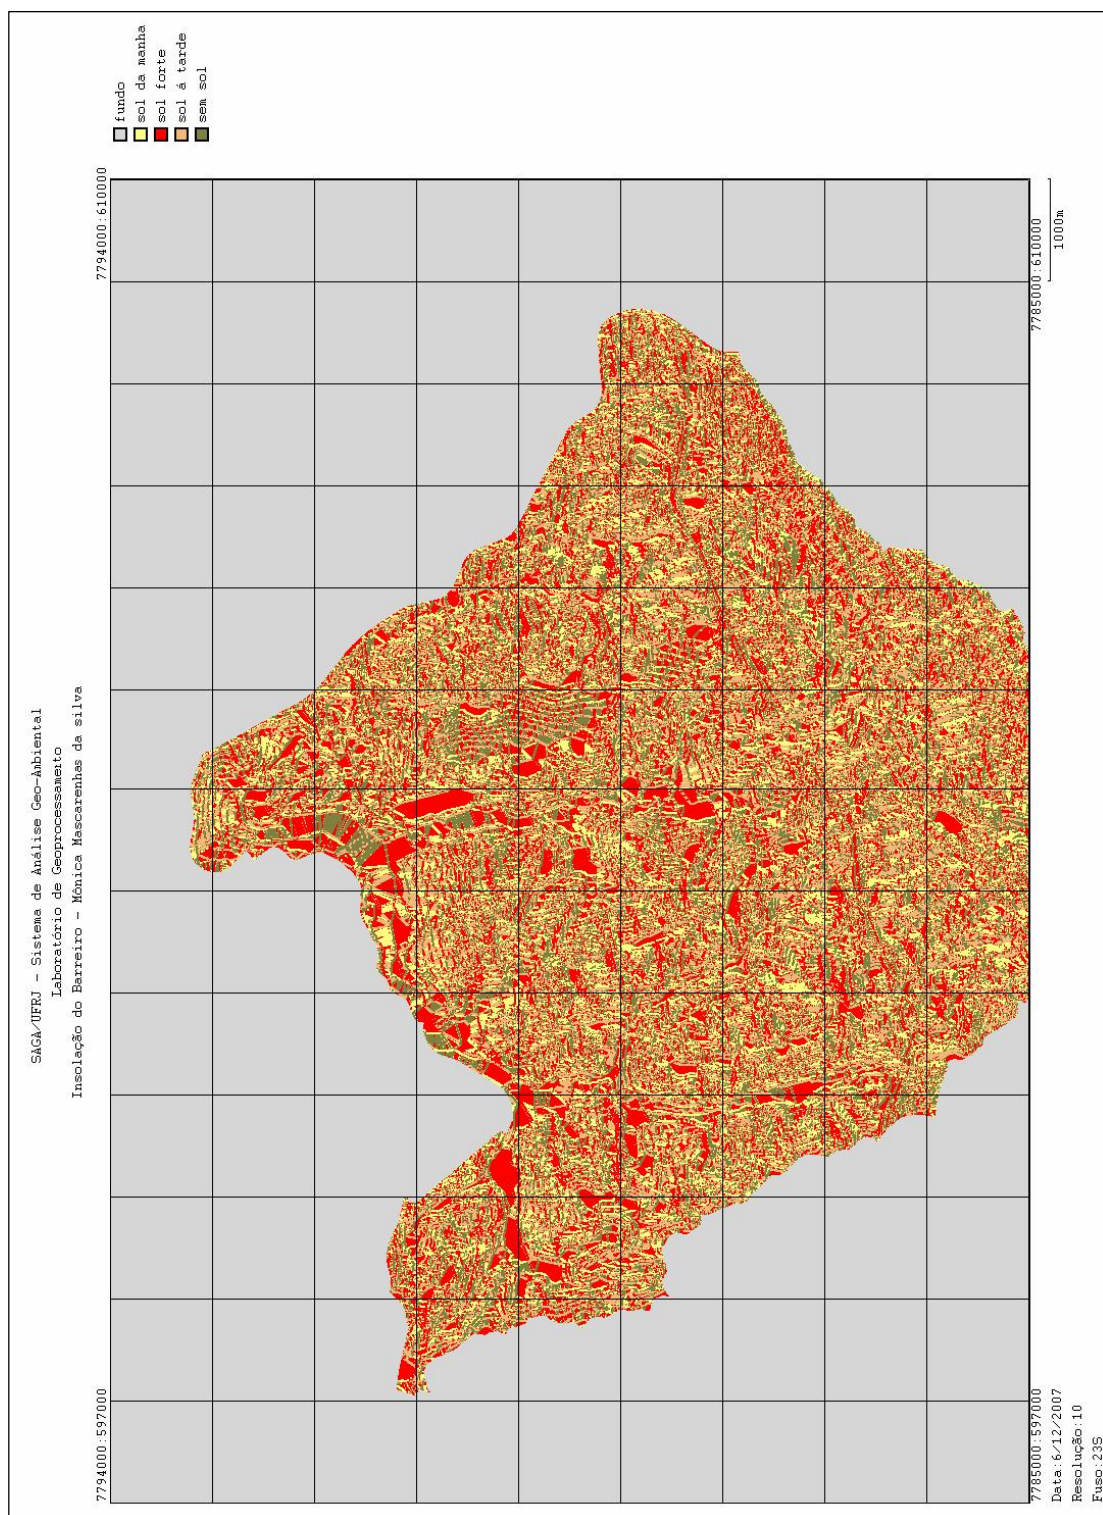 SAGA/UFRJ - Sistema de Análise Geo-Ambiental
Laboratório de Geoprocessamento
Insolação do Barreiro - Mônica Mascarenhas da silva
7794000:597000
7794000:610000
fundo
sol da manha
sol forte
sol á tarde
sem sol
7785000:597000
7785000:610000
1000m
Data:6/12/2007
Resolução:10
Fuso:23S